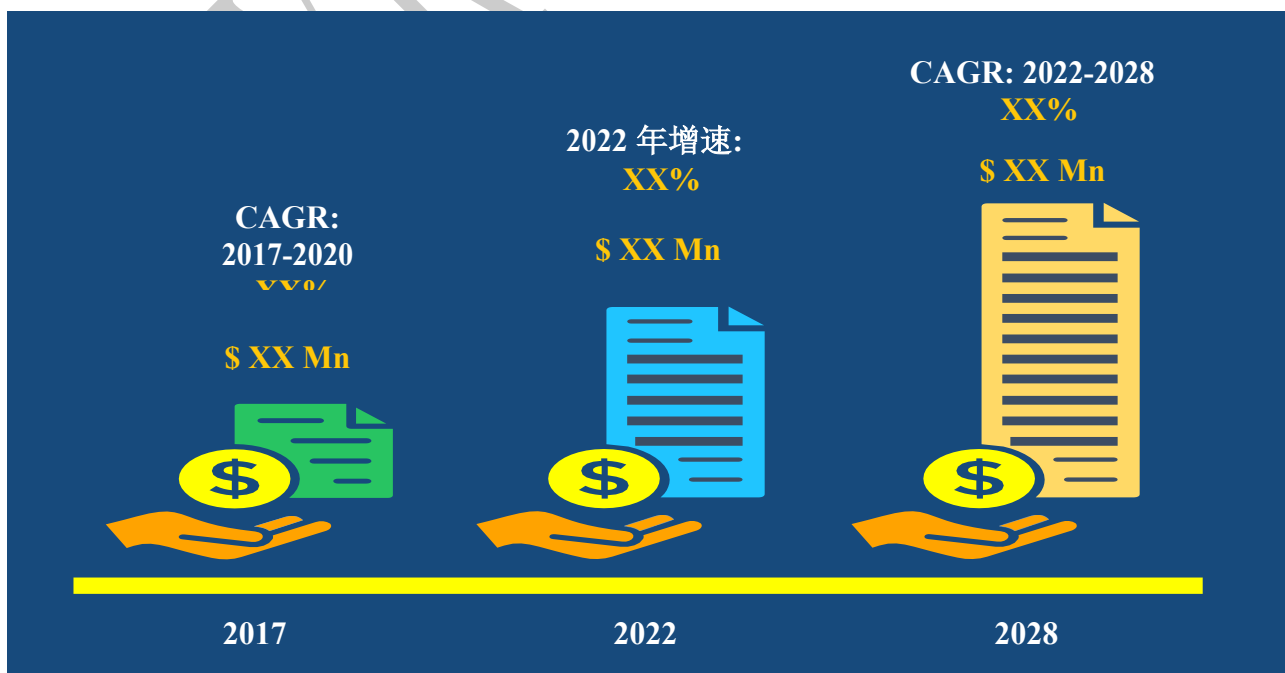 CAGR: 2022-2028
XX%
$ XX Mn
2022 年增速:
XX%
$ XX Mn
CAGR:
2017-2020
XX%
$ XX Mn
$
$
$
2017
2022
2028